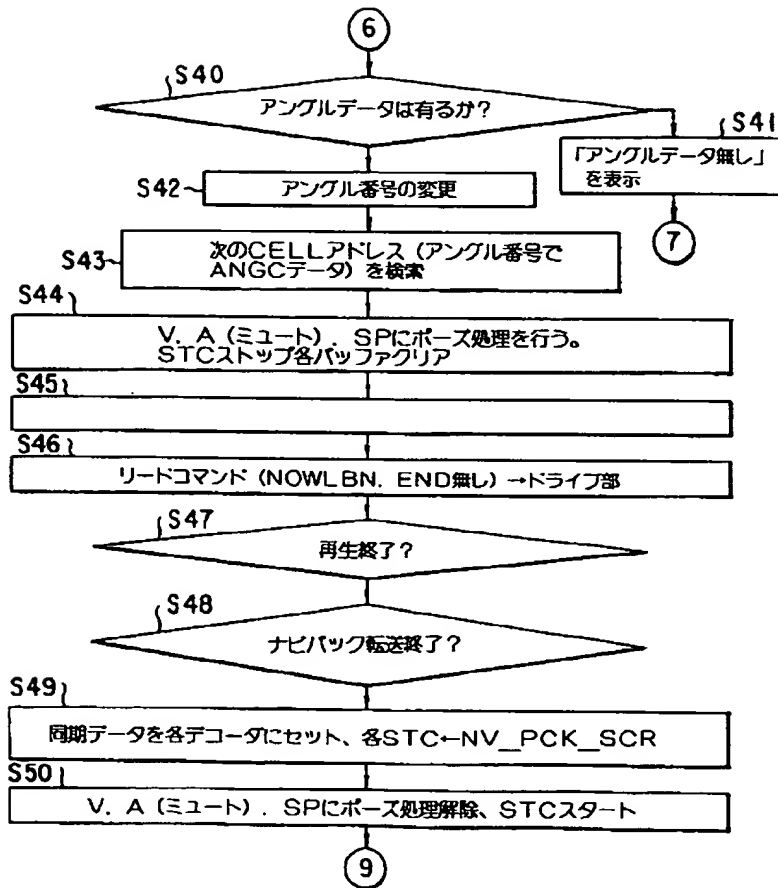 6
S40
アングルデータは有るか？
S41
「アングルデータ無し」
を表示
7
S42
アングル番号の変更
S43
次のCELLアドレス（アングル番号で
ANGCデータ）を検索
S44
V. A（ミュート）. SPにポーズ処理を行う。
STCストップ各バッファクリア
S45
S46
リードコマンド（NOWLBN. END無し）→ドライブ部
S47
再生終了？
S48
ナビパック転送終了？
S49
同期データを各デコーダにセット、各STC←NV_PCK_SCR
S50
V. A（ミュート）. SPにポーズ処理解除、STCスタート
9